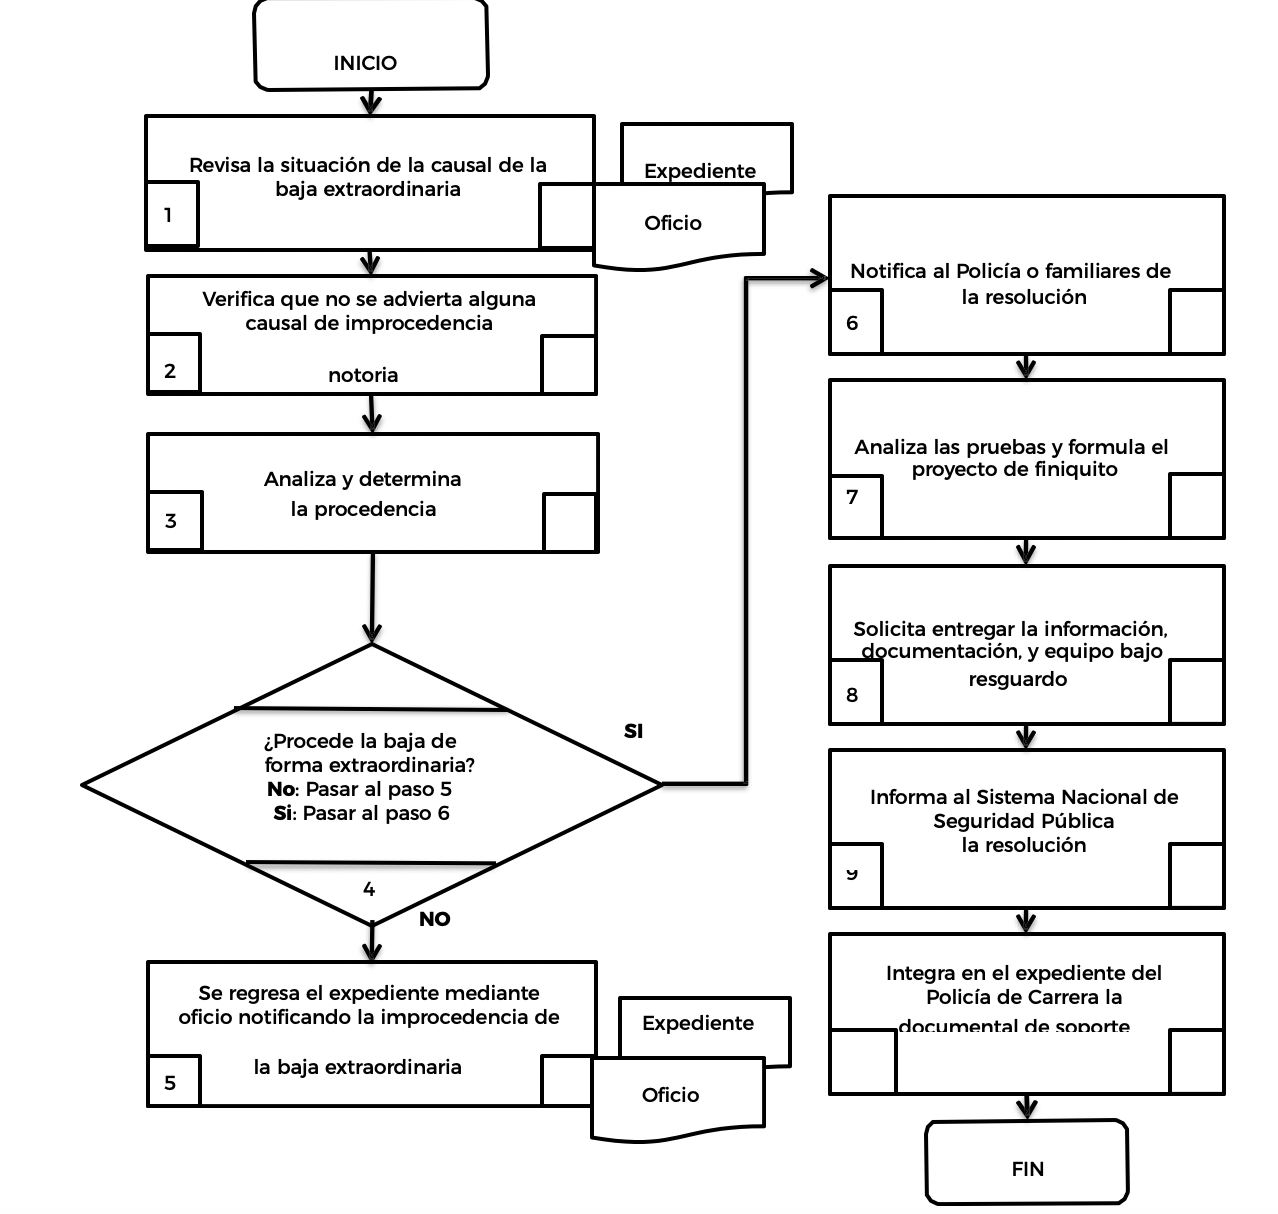 INICIO
Revisa la situación de la causal de la
baja extraordinaria
1
Expediente
Oficio
Verifica que no se advierta alguna
causal de improcedencia
notoria
2
Analiza y determina
la procedencia
3
¿Procede la baja de
forma extraordinaria?
No: Pasar al paso 5
Si: Pasar al paso 6
4
SI
NO
Se regresa el expediente mediante
oficio notificando la improcedencia de
la baja extraordinaria
5
Expediente
Oficio
Notifica al Policía o familiares de
la resolución
6
Analiza las pruebas y formula el
proyecto de finiquito
7
Solicita entregar la información,
documentación, y equipo bajo
resguardo
8
Informa al Sistema Nacional de
Seguridad Pública
la resolución
9
Integra en el expediente del
Policía de Carrera la
documental de soporte
FIN